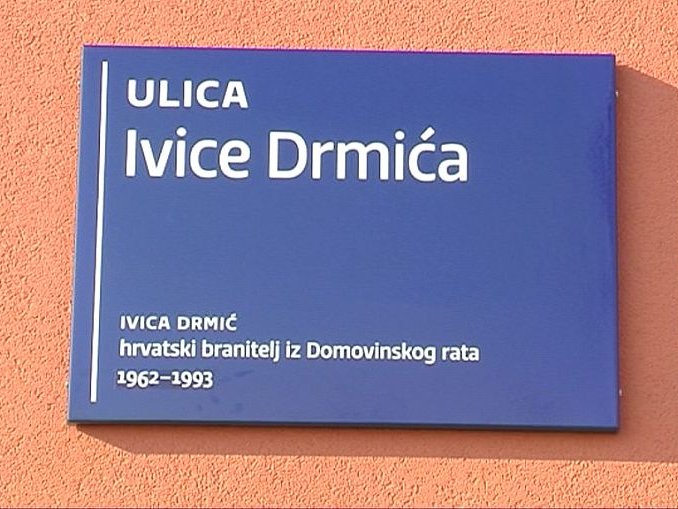 ULICA
Ivice Drmića
IVICA DRMIĆ
hrvatski branitelj iz Domovinskog rata
1962–1993